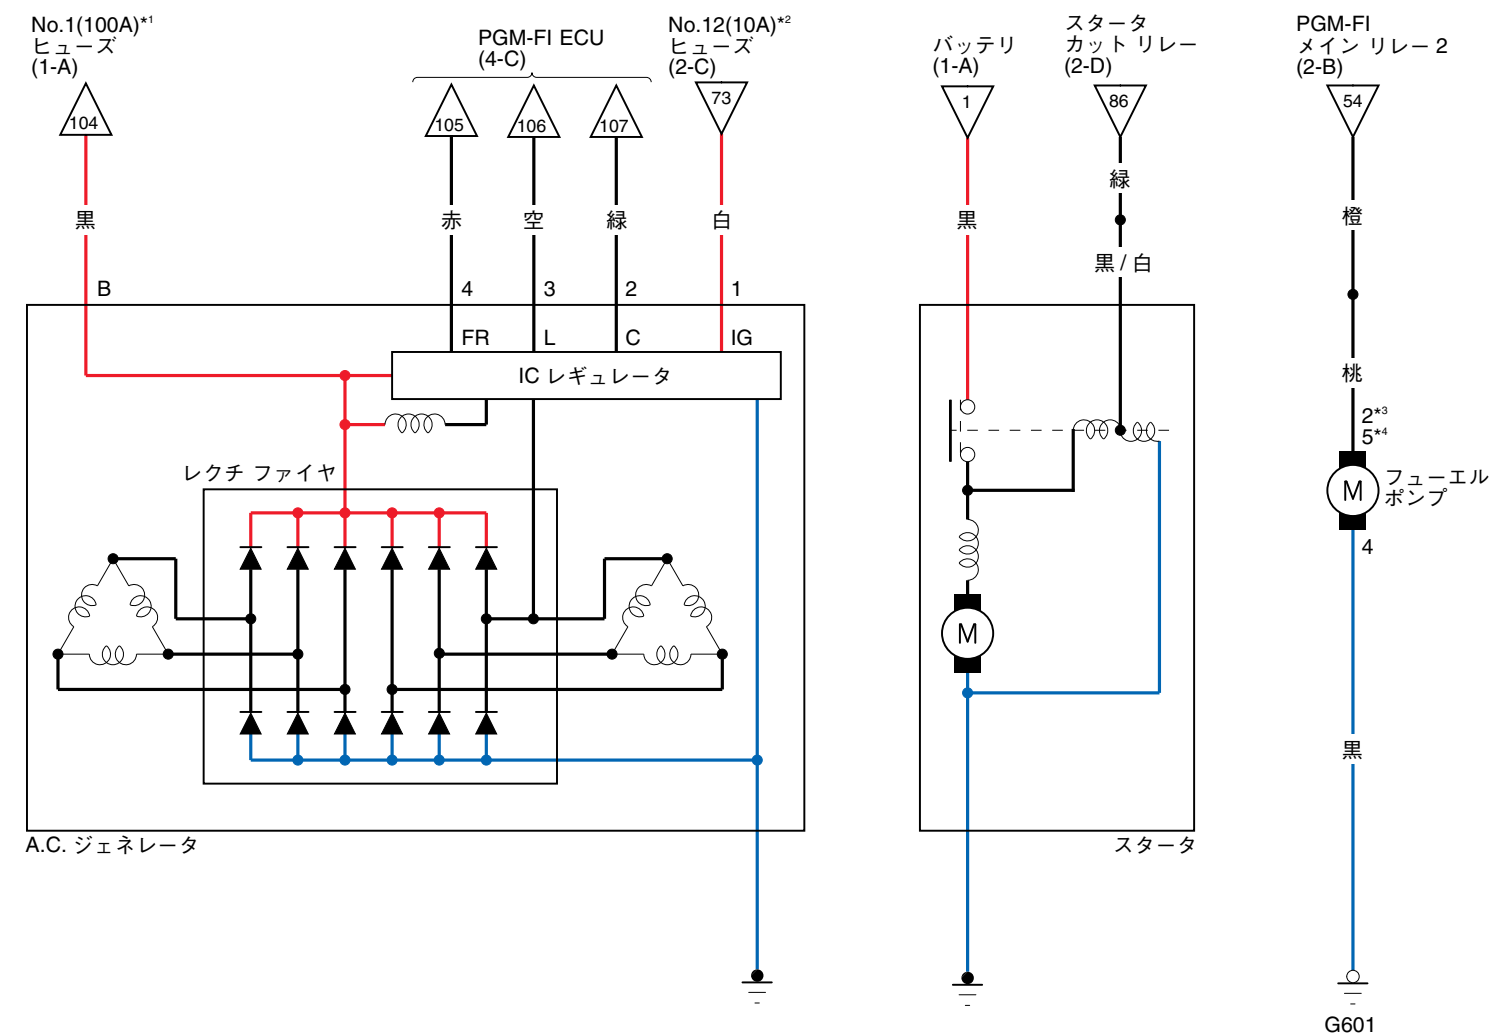 No.1(100A)*1
ヒューズ
(1-A)
PGM-FI ECU
(4-C)
No.12(10A)*2
ヒューズ
(2-C)
バッテリ
(1-A)
スタータ
カット リレー
(2-D)
PGM-FI
メイン リレー 2
(2-B)
104
105
106
107
73
1
86
54
黒
赤
空
緑
白
黒
緑
黒 / 白
橙
桃
B
4
3
2
1
FR
L
C
IG
IC レギュレータ
レクチ ファイヤ
2*3
5*4
M
フューエル
ポンプ
4
M
黒
A.C. ジェネレータ
スタータ
G601